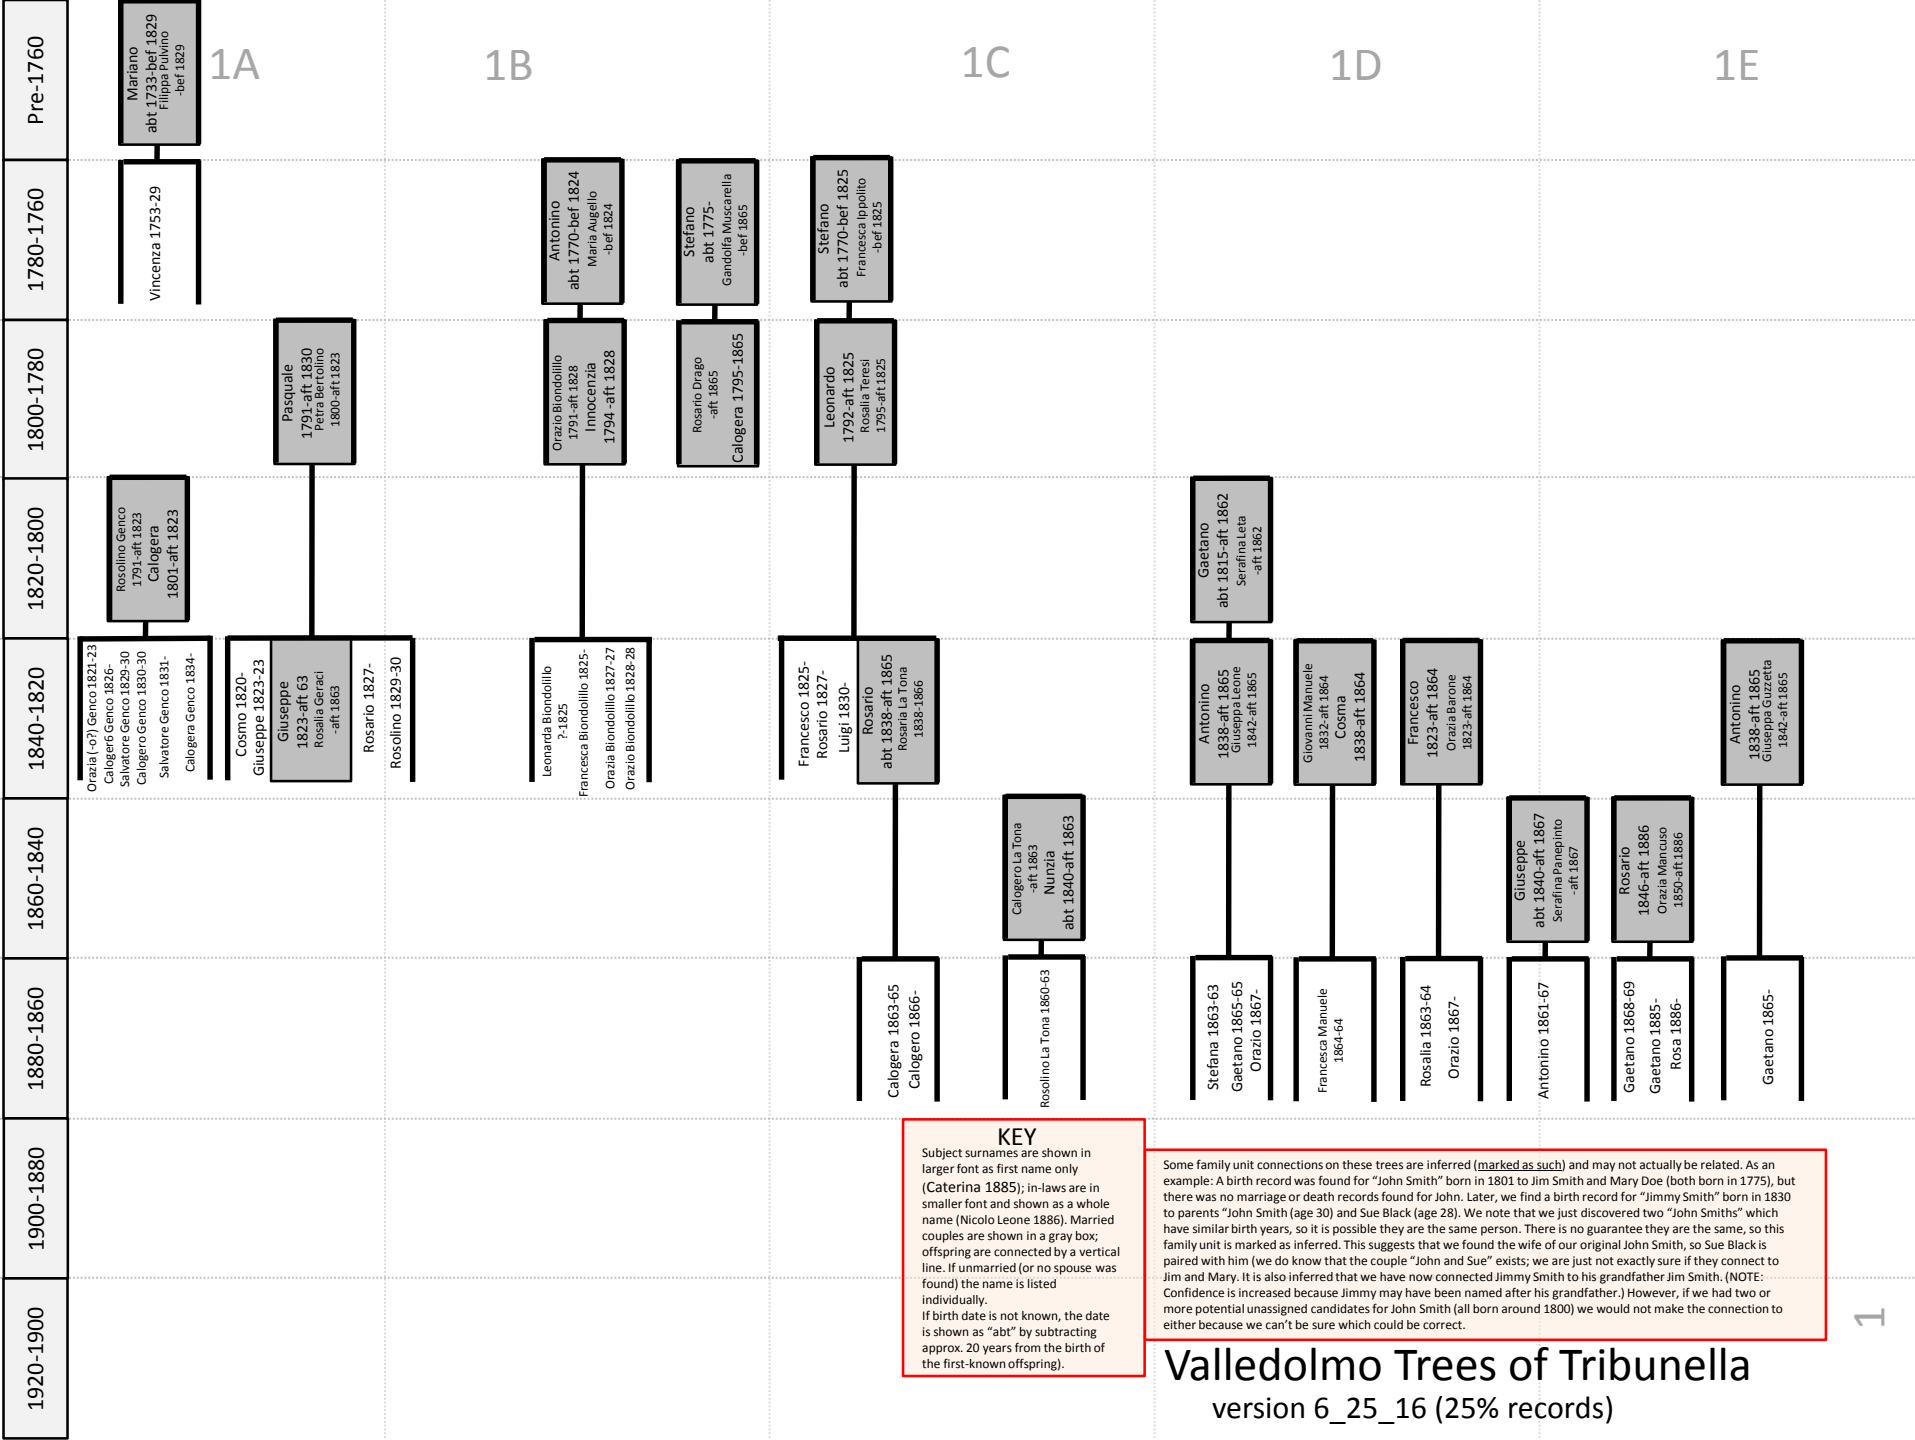 1A
1B
1C
1D
1E
Pre-1760
1780-1760
1800-1780
1820-1800
1840-1820
1860-1840
1880-1860
1900-1880
1920-1900
Mariano
abt 1733-bef 1829
Filippa Pulvino
-bef 1829
Vincenza 1753-29
Antonino
abt 1770-bef 1824
Maria Augello
-bef 1824
Stefano
abt 1775-
Gandolfa Muscarella
-bef 1865
Stefano
abt 1770-bef 1825
Francesca Ippolito
-bef 1825
Pasquale
1791-aft 1830
Petra Bertolino
1800-aft 1823
Orazio Biondolillo
1791-aft 1828
Innocenzia
1794 -aft 1828
Rosario Drago
-aft 1865
Calogera 1795-1865
Leonardo
1792-aft 1825
Rosalia Teresi
1795-aft 1825
Rosolino Genco
1791-aft 1823
Calogera
1801-aft 1823
Gaetano
abt 1815-aft 1862
Serafina Leta
-aft 1862
Orazia (-o?) Genco 1821-23
Caloger6 Genco 1826-
Salvatore Genco 1829-30
Calogero Genco 1830-30
Salvatore Genco 1831-
Calogera Genco 1834-
Cosmo 1820-
Giuseppe 1823-23
Giuseppe
1823-aft 63
Rosalia Geraci
-aft 1863
Rosario 1827-
Rosolino 1829-30
Leonarda Biondolillo
?-1825
Francesca Biondolillo 1825-
Orazia Biondolillo 1827-27
Orazio Biondolillo 1828-28
Francesco 1825-
Rosario 1827-
Luigi 1830-
Rosario
abt 1838-aft 1865
Rosaria La Tona
1838-1866
Antonino
1838-aft 1865
Giuseppa Leone
1842-aft 1865
Giovanni Manuele
1832-aft 1864
Cosma
1838-aft 1864
Francesco
1823-aft 1864
Orazia Barone
1823-aft 1864
Antonino
1838-aft 1865
Giuseppa Guzzetta
1842-aft 1865
Calogero La Tona
-aft 1863
Nunzia
abt 1840-aft 1863
Giuseppe
abt 1840-aft 1867
Serafina Panepinto
-aft 1867
Rosario
1846-aft 1886
Orazia Mancuso
1850-aft 1886
Calogera 1863-65
Calogero 1866-
Rosolino La Tona 1860-63
Stefana 1863-63
Gaetano 1865-65
Orazio 1867-
Francesca Manuele
1864-64
Rosalia 1863-64
Orazio 1867-
Antonino 1861-67
Gaetano 1868-69
Gaetano 1885-
Rosa 1886-
Gaetano 1865-
KEY
Subject surnames are shown in
larger font as first name only
(Caterina 1885); in-laws are in
smaller font and shown as a whole
name (Nicolo Leone 1886). Married
couples are shown in a gray box;
offspring are connected by a vertical
line. If unmarried (or no spouse was
found) the name is listed
individually.
If birth date is not known, the date
is shown as “abt” by subtracting
approx. 20 years from the birth of
the first-known offspring).
Some family unit connections on these trees are inferred (marked as such) and may not actually be related. As an
example: A birth record was found for “John Smith” born in 1801 to Jim Smith and Mary Doe (both born in 1775), but
there was no marriage or death records found for John. Later, we find a birth record for “Jimmy Smith” born in 1830
to parents “John Smith (age 30) and Sue Black (age 28). We note that we just discovered two “John Smiths” which
have similar birth years, so it is possible they are the same person. There is no guarantee they are the same, so this
family unit is marked as inferred. This suggests that we found the wife of our original John Smith, so Sue Black is
paired with him (we do know that the couple “John and Sue” exists; we are just not exactly sure if they connect to
Jim and Mary. It is also inferred that we have now connected Jimmy Smith to his grandfather Jim Smith. (NOTE:
Confidence is increased because Jimmy may have been named after his grandfather.) However, if we had two or
more potential unassigned candidates for John Smith (all born around 1800) we would not make the connection to
either because we can’t be sure which could be correct.
1
Valledolmo Trees of Tribunella
version 6_25_16 (25% records)